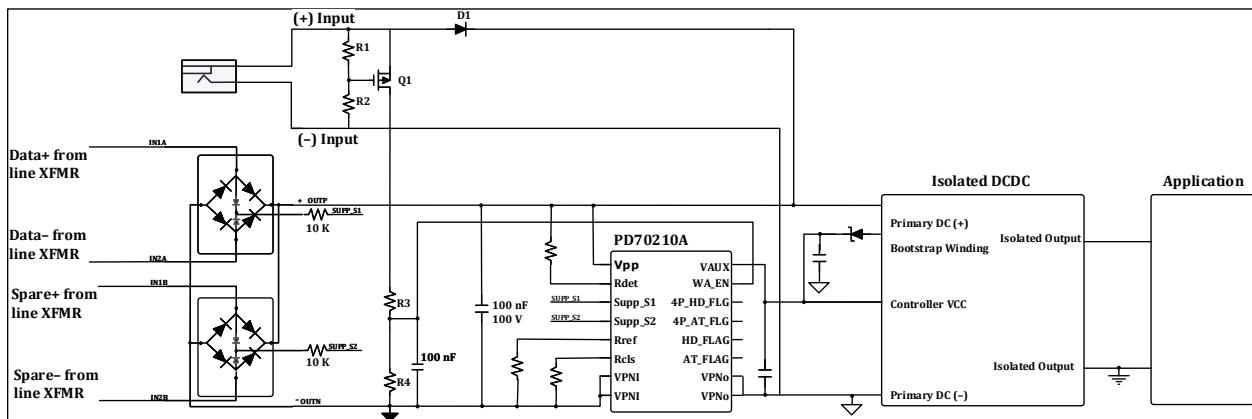 (+) Input
D1
R1
Q1
R2
(–) Input
Data+ from
line XFMR
IN1A
+ OUTP
SUPP_S1
10 K
Data– from
line XFMR
IN2A
Spare+ from
line XFMR
IN1B
SUPP_S2
10 K
Spare– from
line XFMR
IN2B
– OUTN
R3
R4
100 nF
100 nF
100 V
SUPP_S1
SUPP_S2
PD70210A
Vpp
Rdet
Supp_S1
Supp_S2
Rref
Rcls
VPNI
VPNI
VAUX
WA_EN
4P_HD_FLG
4P_AT_FLG
HD_FLAG
AT_FLAG
VPNo
VPNo
Isolated DCDC
Primary DC (+)
Bootstrap Winding
Isolated Output
Controller VCC
Isolated Output
Primary DC (–)
Application